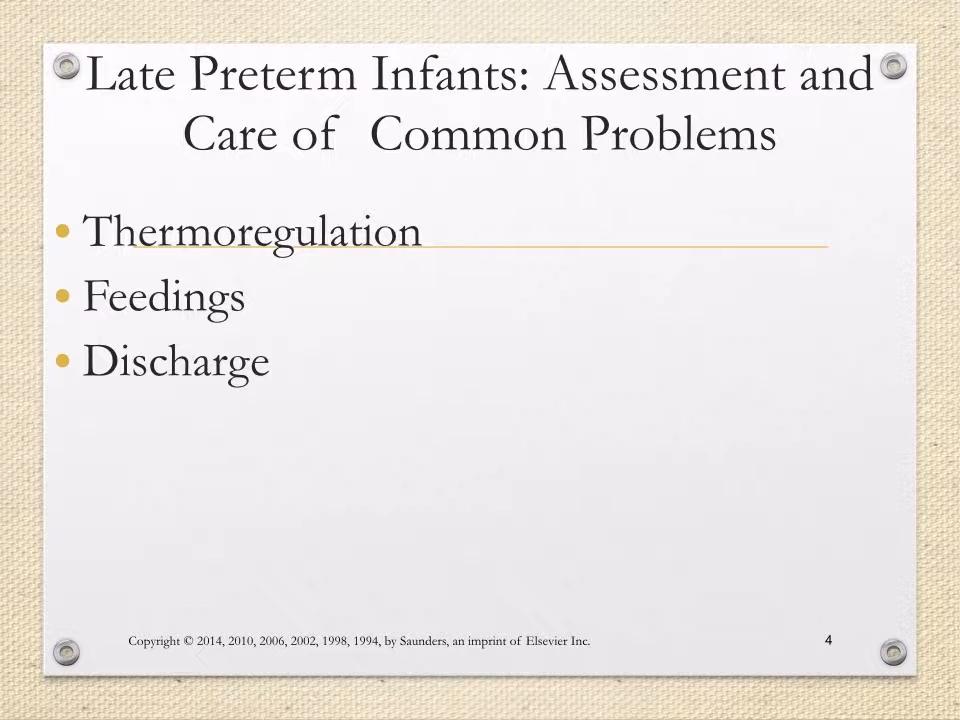 Late Preterm Infants: Assessment and
Care of  Common Problems
• Thermoregulation
• Feedings
• Discharge
Copyright © 2014, 2010, 2006, 2002, 1998, 1994, by Saunders, an imprint of Elsevier Inc.
4